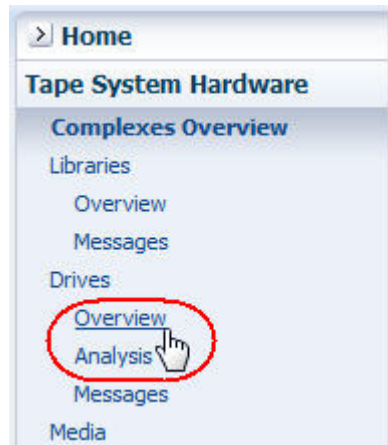 Home
Tape System Hardware
Complexes Overview
Libraries
Overview
Messages
Drives
Overview
Analysis
Messages
Media